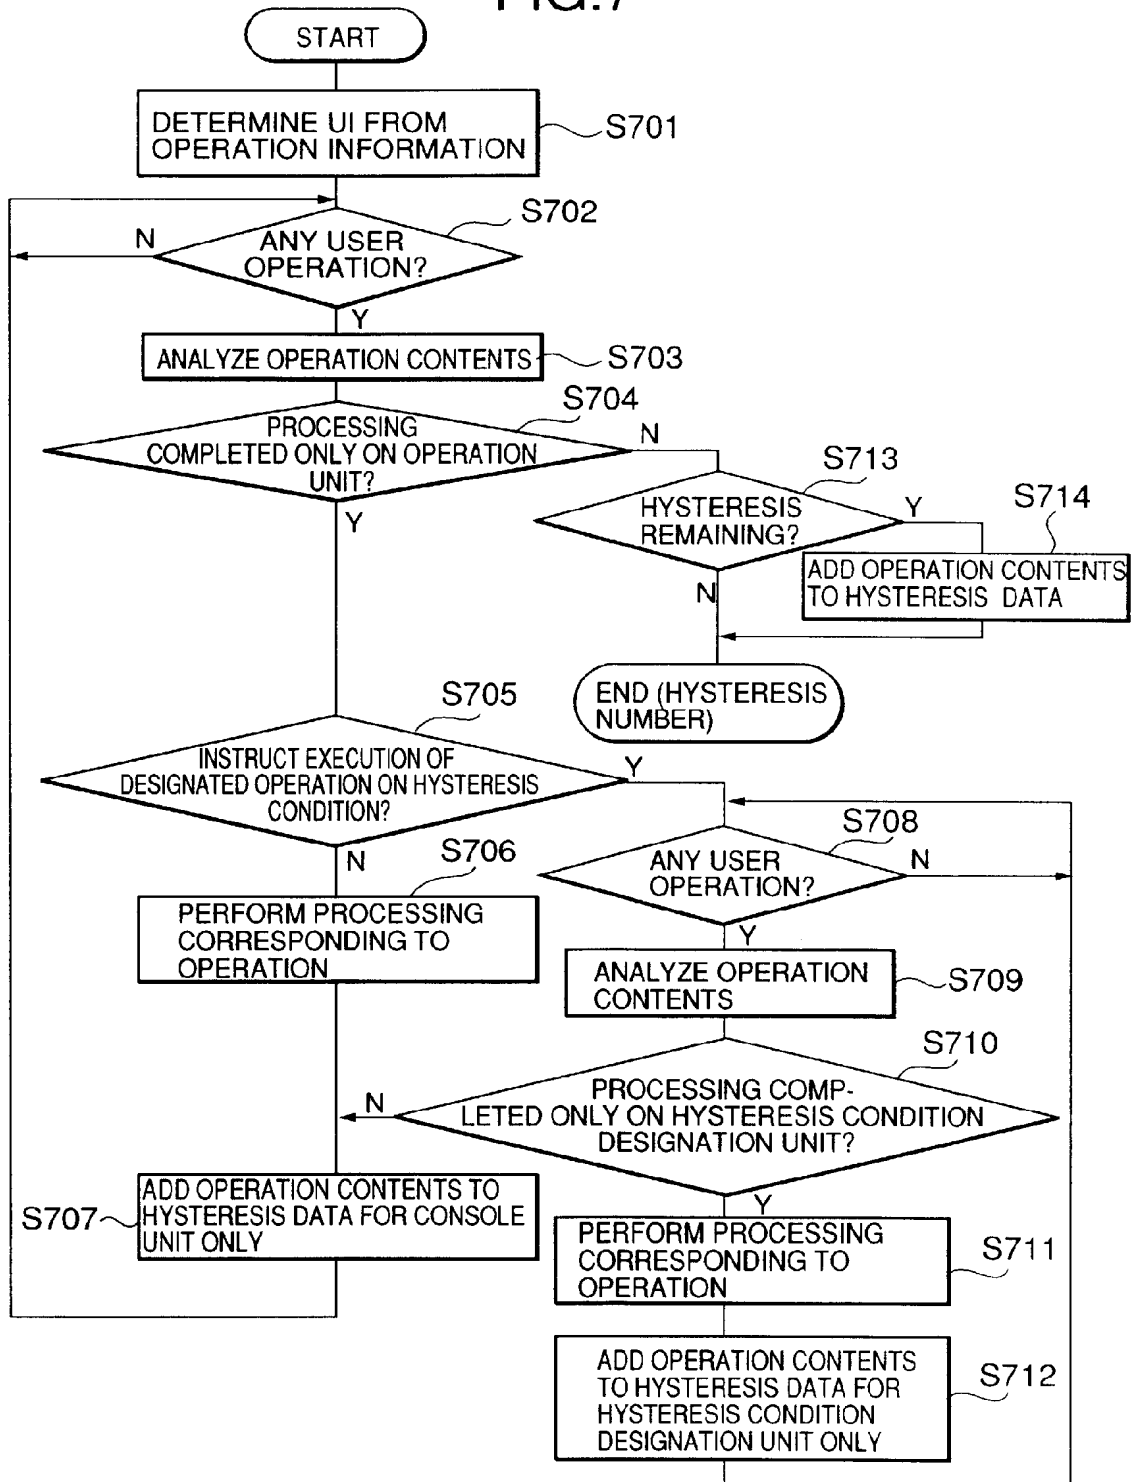 FIG.7
START
DETERMINE UI FROM
OPERATION INFORMATION
S701
S702
N
ANY USER
OPERATION?
Y
ANALYZE OPERATION CONTENTS
S703
S704
PROCESSING
COMPLETED ONLY ON OPERATION
UNIT?
N
Y
S713
HYSTERESIS
REMAINING?
Y
N
S714
ADD OPERATION CONTENTS
TO HYSTERESIS DATA
END (HYSTERESIS
NUMBER)
S705
INSTRUCT EXECUTION OF
DESIGNATED OPERATION ON HYSTERESIS
CONDITION?
Y
N
S706
PERFORM PROCESSING
CORRESPONDING TO
OPERATION
S708
ANY USER
OPERATION?
N
Y
ANALYZE OPERATION
CONTENTS
S709
S710
PROCESSING COMP-
LETED ONLY ON HYSTERESIS CONDITION
DESIGNATION UNIT?
N
Y
S707
ADD OPERATION CONTENTS TO
HYSTERESIS DATA FOR CONSOLE
UNIT ONLY
PERFORM PROCESSING
CORRESPONDING TO
OPERATION
S711
ADD OPERATION CONTENTS
TO HYSTERESIS DATA FOR
HYSTERESIS CONDITION
DESIGNATION UNIT ONLY
S712